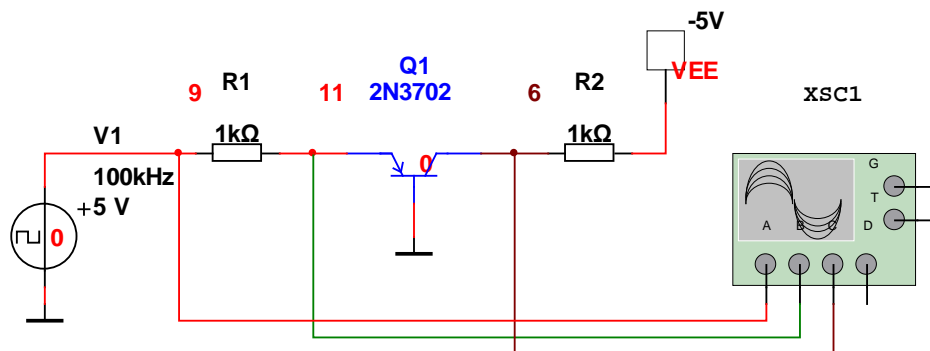 -5V
VEE
Q1
2N3702
9
R1
11
6
R2
XSC1
V1
1kΩ
1kΩ
0
100kHz
+5 V
0
G
T
A
B
C
D